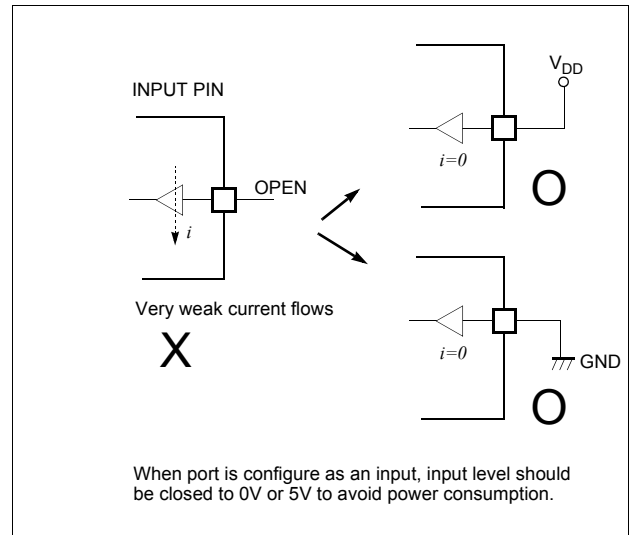 INPUT PIN
OPEN
i
Very weak current flows
X
VDD
i=0
O
i=0
GND
O
When port is configure as an input, input level should
be closed to 0V or 5V to avoid power consumption.